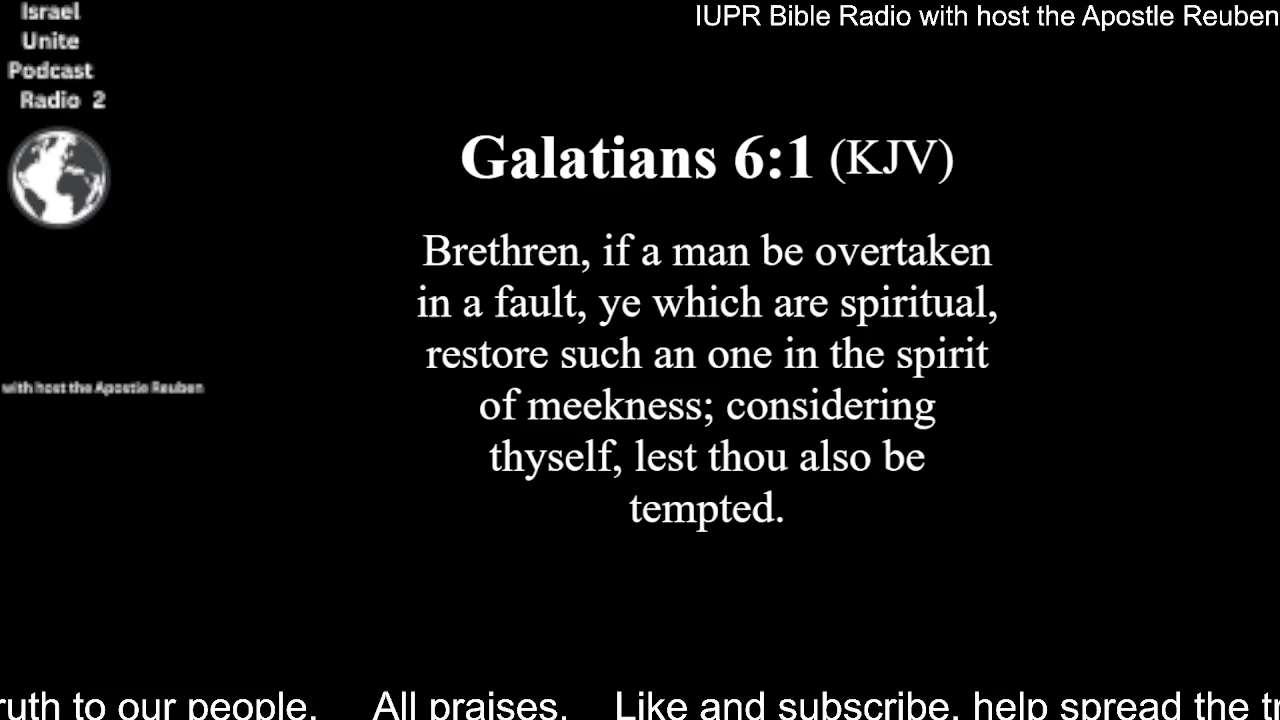 Israel
Unite
Podcast
Radio 2
IUPR Bible Radio with host the Apostle Reuben
Galatians 6:1 (KJV)
Brethren, if a man be overtaken
in a fault, ye which are spiritual,
restore such an one in the spirit
of meekness; considering
thyself, lest thou also be
tempted.
with host the Apostle Reuben
ruth to our people. All praises. Like and subscribe, help spread the tr